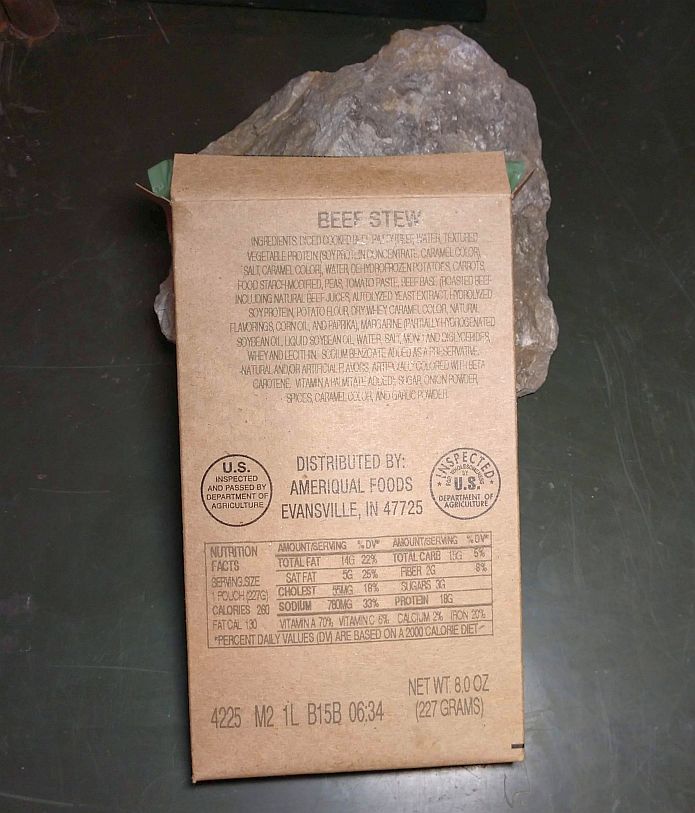 BEEF STEW
INGREDIENTS: DICED COOKED BEEF, WATER, TEXTURED
VEGETABLE PROTEIN (SOY PROTEIN CONCENTRATE, CARAMEL COLOR),
SALT, CARAMEL COLOR), WATER, DEHYDROFROZEN POTATOES, CARROTS,
FOOD STARCH-MODIFIED, PEAS, TOMATO PASTE, BEEF BASE (ROASTED BEEF
INCLUDING NATURAL BEEF JUICES, AUTOLYZED YEAST EXTRACT, HYDROLYZED
SOY PROTEIN, POTATO FLOUR, DRY WHEY, CARAMEL COLOR, NATURAL
FLAVORINGS, CORN OIL, AND PAPRIKA), MARGARINE (PARTIALLY HYDROGENATED
SOYBEAN OIL, LIQUID SOYBEAN OIL, WATER, SALT, MONO AND DIGLYCERIDES,
WHEY AND LECITHIN. SODIUM BENZOATE ADDED AS A PRESERVATIVE.
NATURAL AND/OR ARTIFICIAL FLAVORS. ARTIFICIALLY COLORED WITH BETA
CAROTENE. VITAMIN A PALMITATE ADDED), SUGAR, ONION POWDER,
SPICES, CARAMEL COLOR, AND GARLIC POWDER.
U.S.
INSPECTED
AND PASSED BY
DEPARTMENT OF
AGRICULTURE
DISTRIBUTED BY:
AMERIQUAL FOODS
EVANSVILLE, IN 47725
INSPECTED
FOR WHOLESOMENESS
BY
U.S.
DEPARTMENT OF
AGRICULTURE
NUTRITION
FACTS
SERVING SIZE
1 POUCH (227G)
CALORIES 260
FAT CAL 130
AMOUNT/SERVING % DV* AMOUNT/SERVING % DV*
TOTAL FAT 14G 22% TOTAL CARB 15G 5%
SAT FAT 5G 25% FIBER 2G 8%
CHOLEST 55MG 18% SUGARS 3G
SODIUM 780MG 33% PROTEIN 18G
VITAMIN A 70% VITAMIN C 6% CALCIUM 2% IRON 20%
*PERCENT DAILY VALUES (DV) ARE BASED ON A 2000 CALORIE DIET
NET WT. 8.0 OZ
(227 GRAMS)
4225 M2 1L B15B 06:34